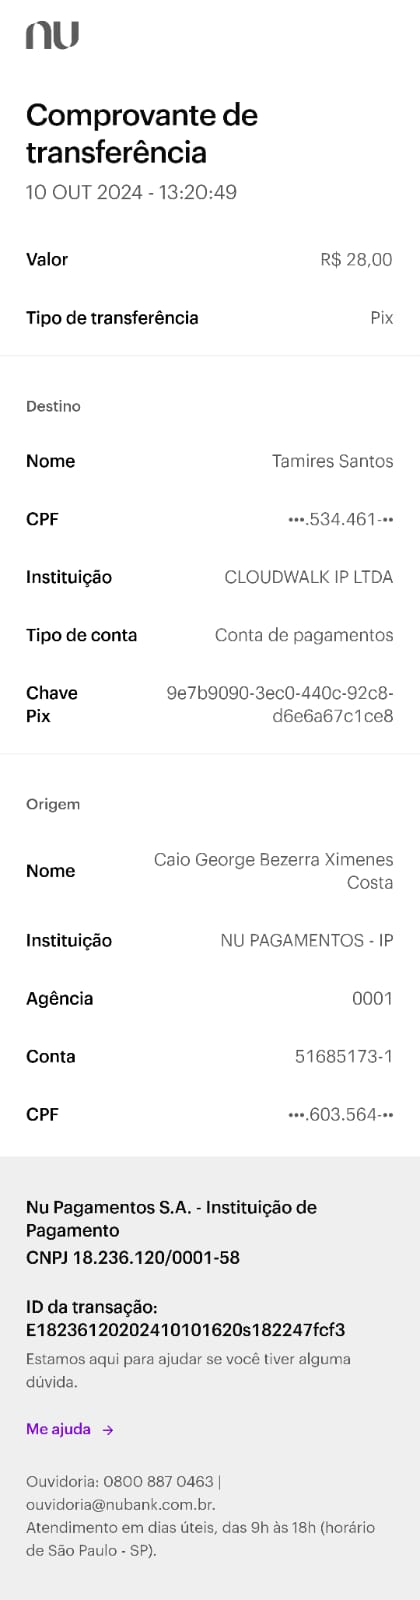 nu
Comprovante de
transferência
10 OUT 2024 - 13:20:49
Valor R$ 28,00
Tipo de transferência Pix
Destino
Nome Tamires Santos
CPF •••.534.461-••
Instituição CLOUDWALK IP LTDA
Tipo de conta Conta de pagamentos
Chave Pix 9e7b9090-3ec0-440c-92c8-
d6e6a67c1ce8
Origem
Nome Caio George Bezerra Ximenes
Costa
Instituição NU PAGAMENTOS - IP
Agência 0001
Conta 51685173-1
CPF •••.603.564-••
Nu Pagamentos S.A. - Instituição de
Pagamento
CNPJ 18.236.120/0001-58
ID da transação:
E18236120202410101620s182247fcf3
Estamos aqui para ajudar se você tiver alguma
dúvida.
Me ajuda →
Ouvidoria: 0800 887 0463 |
ouvidoria@nubank.com.br.
Atendimento em dias úteis, das 9h às 18h (horário
de São Paulo - SP).